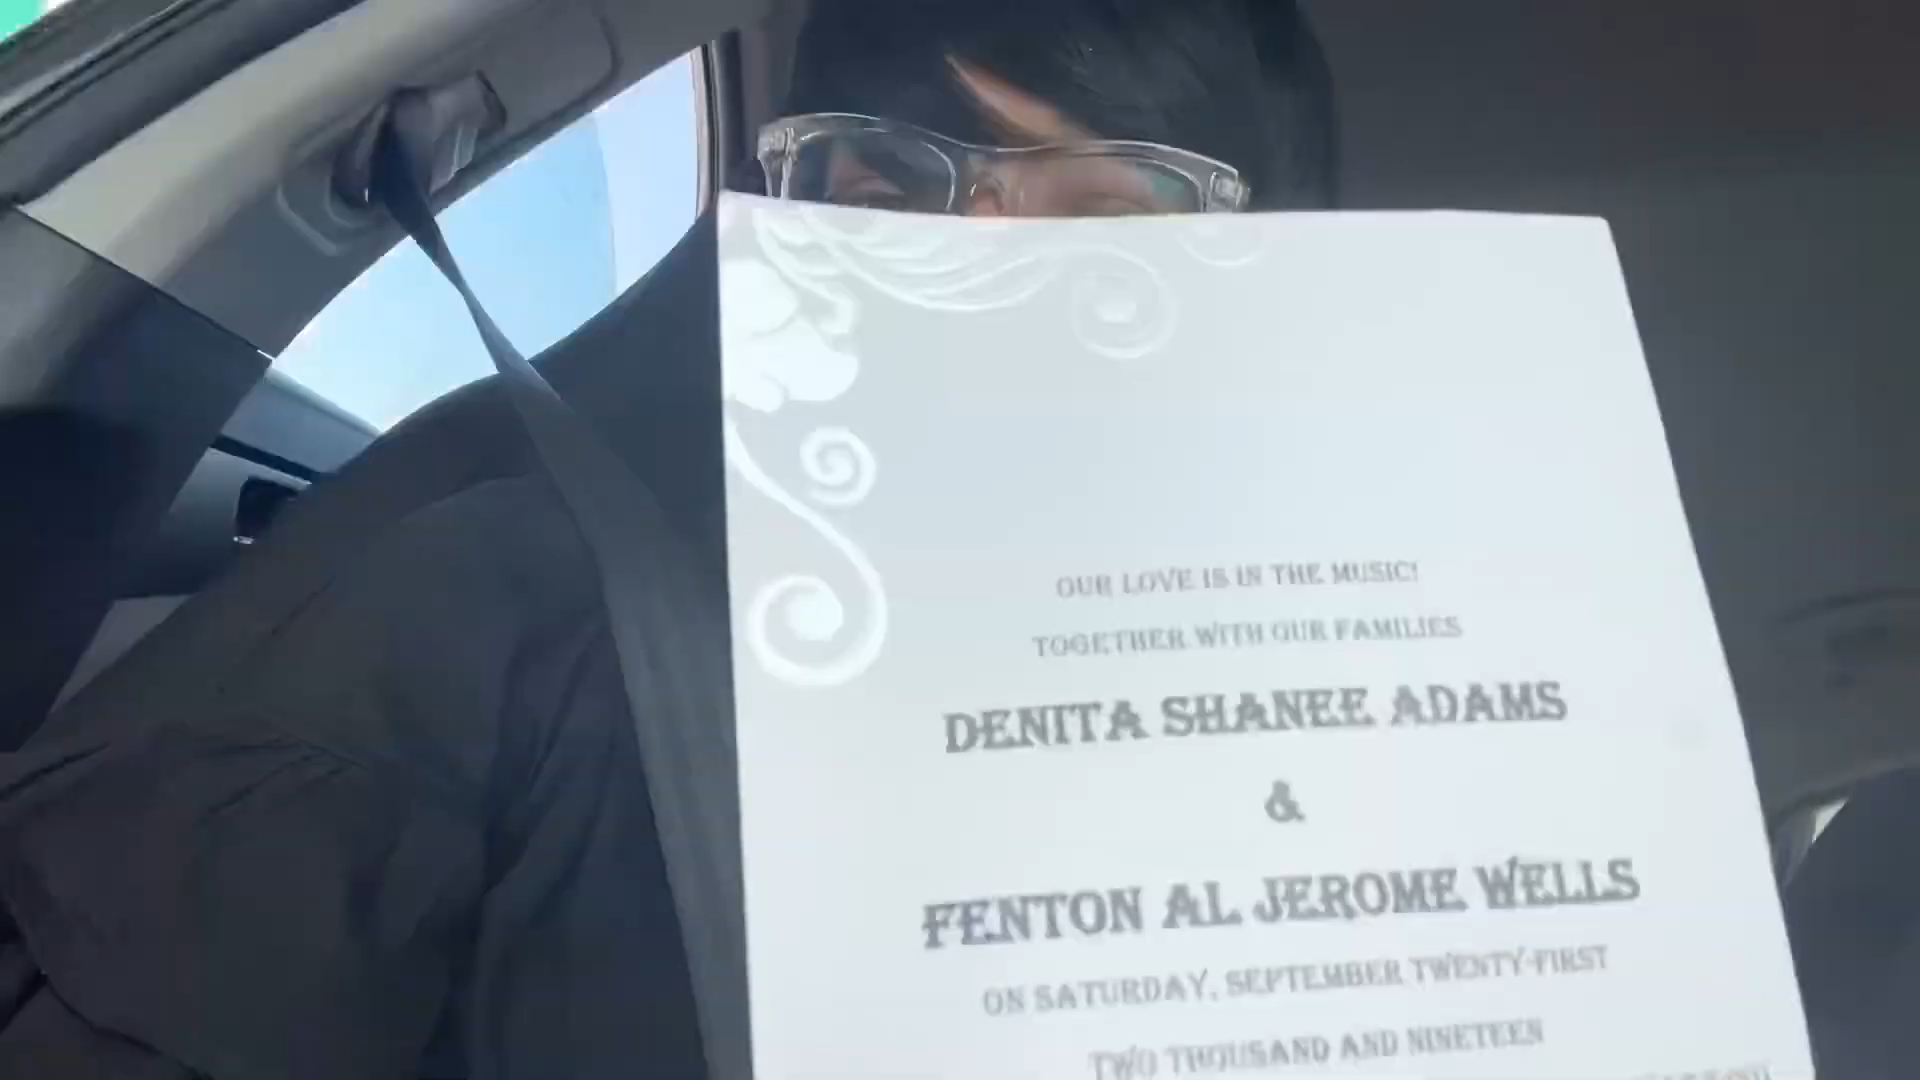 OUR LOVE IS IN THE MUSIC!
TOGETHER WITH OUR FAMILIES
DENITA SHANEE ADAMS
&
FENTON AL JEROME WELLS
ON SATURDAY, SEPTEMBER TWENTY-FIRST
TWO THOUSAND AND NINETEEN